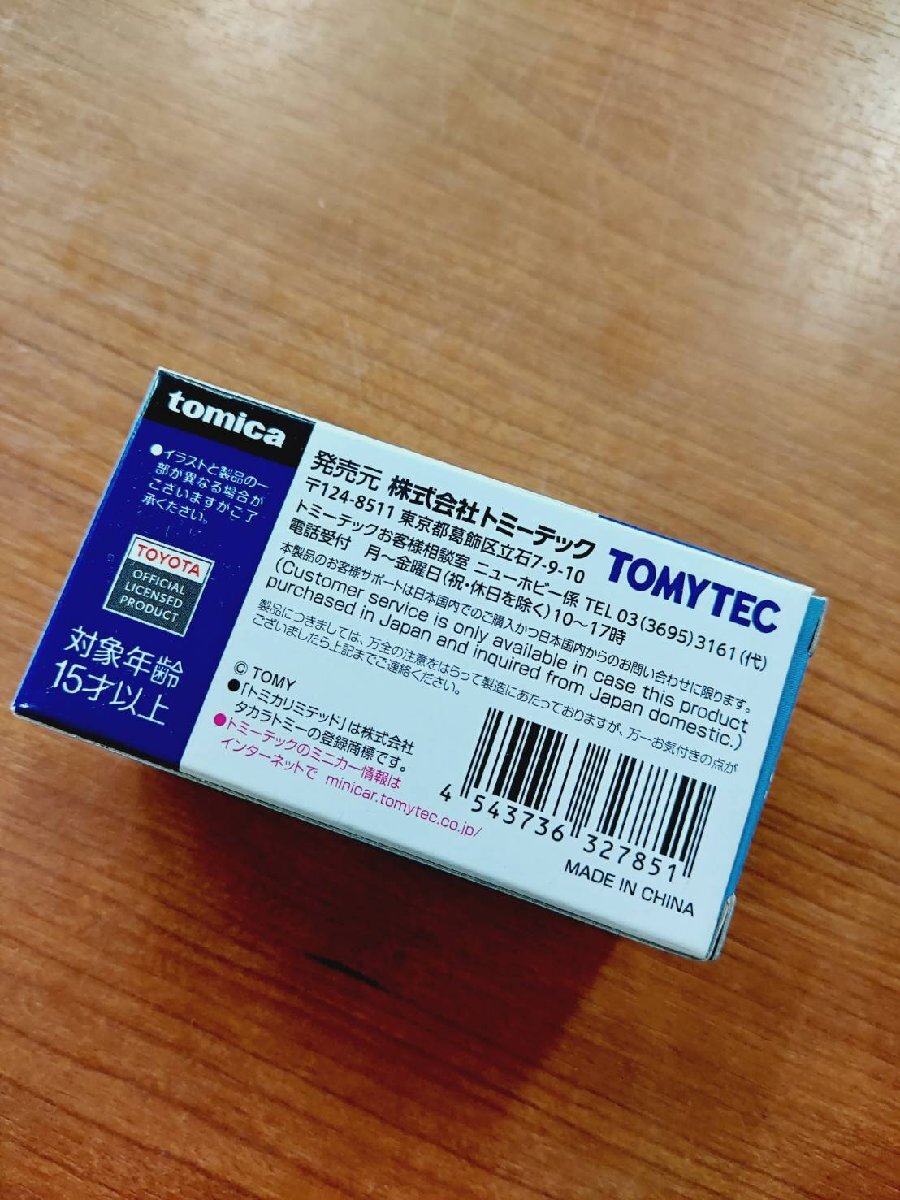 tomica
●イラストと製品の一
部が異なる場合が
ございますがご了
承ください。
TOYOTA
OFFICIAL
LICENSED
PRODUCT
対象年齢
15才以上
発売元 株式会社トミーテック
〒124-8511 東京都葛飾区立石7-9-10
TOMYTEC
トミーテックお客様相談室 ニューホビー係 TEL 03(3695)3161(代)
電話受付 月〜金曜日(祝・休日を除く)10〜17時
本製品のお客様サポートは日本国内でのご購入かつ日本国内からのお問い合わせに限ります。
(Customer service is only available in case this product
purchased in Japan and inquired from Japan domestic.)
製品につきましては、万全の注意をはらって製造にあたっておりますが、万一お気付きの点が
ございましたら上記までご連絡ください。
© TOMY
●「トミカリミテッド」は株式会社
タカラトミーの登録商標です。
●トミーテックのミニカー情報は
インターネットで minicar.tomytec.co.jp/
4 543736 327851
MADE IN CHINA